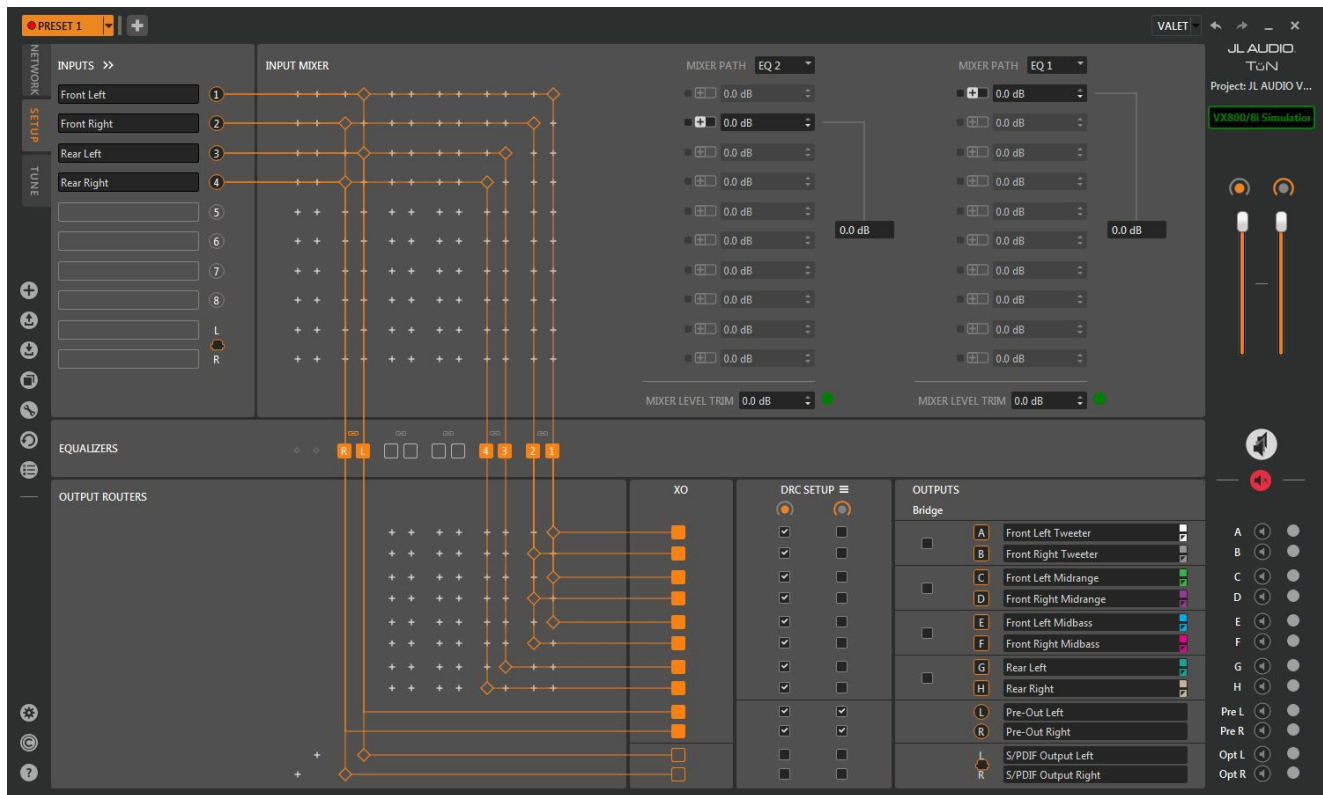 PRESET 1
VALET
NETWORK
SETUP
TUNE
INPUTS >>
Front Left 1
Front Right 2
Rear Left 3
Rear Right 4
5
6
7
8
L
R
INPUT MIXER
MIXER PATH EQ 2
0.0 dB
0.0 dB
0.0 dB
0.0 dB
0.0 dB
0.0 dB
0.0 dB
0.0 dB
0.0 dB
0.0 dB
0.0 dB
MIXER LEVEL TRIM 0.0 dB
MIXER PATH EQ 1
0.0 dB
0.0 dB
0.0 dB
0.0 dB
0.0 dB
0.0 dB
0.0 dB
0.0 dB
0.0 dB
0.0 dB
0.0 dB
MIXER LEVEL TRIM 0.0 dB
JL AUDIO
TüN
Project: JL AUDIO V...
VX800/8i Simulation
EQUALIZERS
R L 4 3 2 1
OUTPUT ROUTERS
XO
DRC SETUP
OUTPUTS
Bridge
A Front Left Tweeter
B Front Right Tweeter
C Front Left Midrange
D Front Right Midrange
E Front Left Midbass
F Front Right Midbass
G Rear Left
H Rear Right
L Pre-Out Left
R Pre-Out Right
L S/PDIF Output Left
R S/PDIF Output Right
A
B
C
D
E
F
G
H
Pre L
Pre R
Opt L
Opt R
©
?